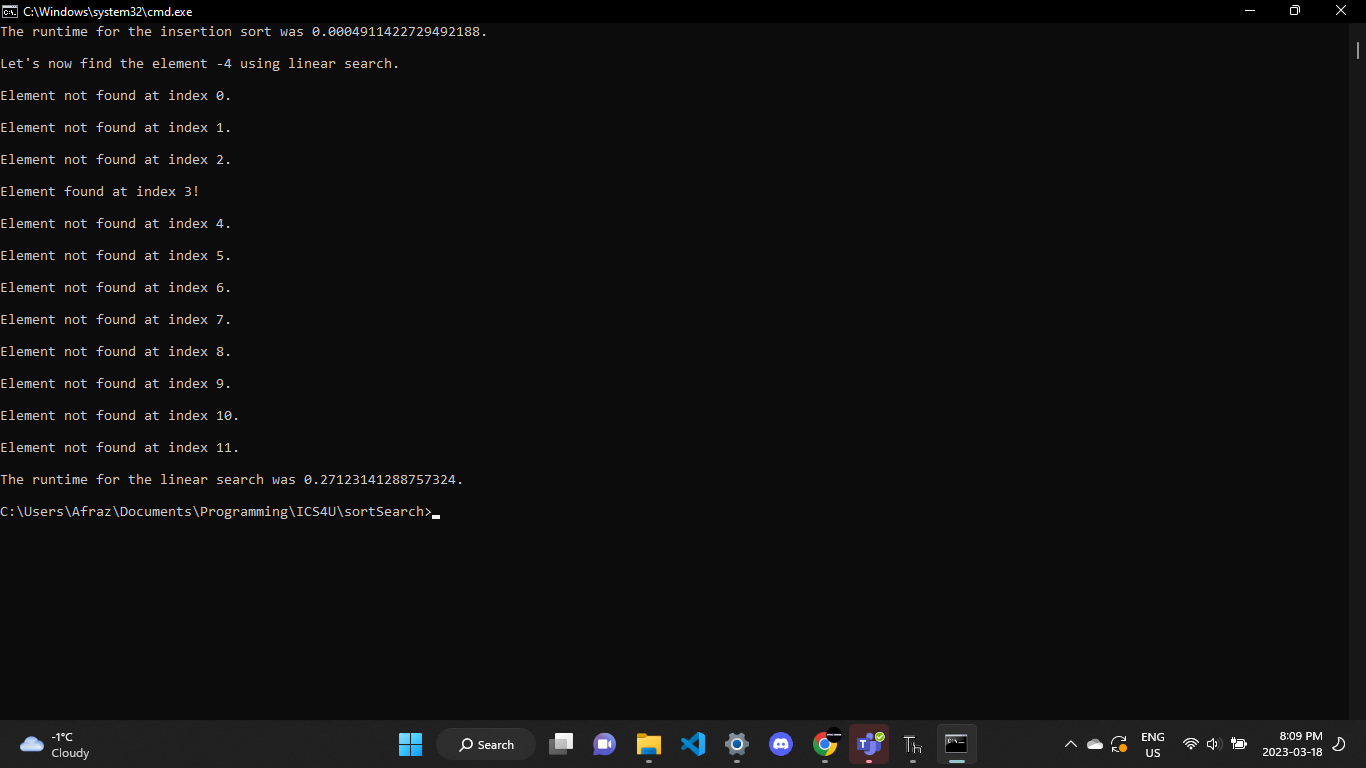 C:\Windows\system32\cmd.exe
The runtime for the insertion sort was 0.0004911422729492188.
Let's now find the element -4 using linear search.
Element not found at index 0.
Element not found at index 1.
Element not found at index 2.
Element found at index 3!
Element not found at index 4.
Element not found at index 5.
Element not found at index 6.
Element not found at index 7.
Element not found at index 8.
Element not found at index 9.
Element not found at index 10.
Element not found at index 11.
The runtime for the linear search was 0.27123141288757324.
C:\Users\Afraz\Documents\Programming\ICS4U\sortSearch>
-1°C
Cloudy
Search
ENG
US
8:09 PM
2023-03-18